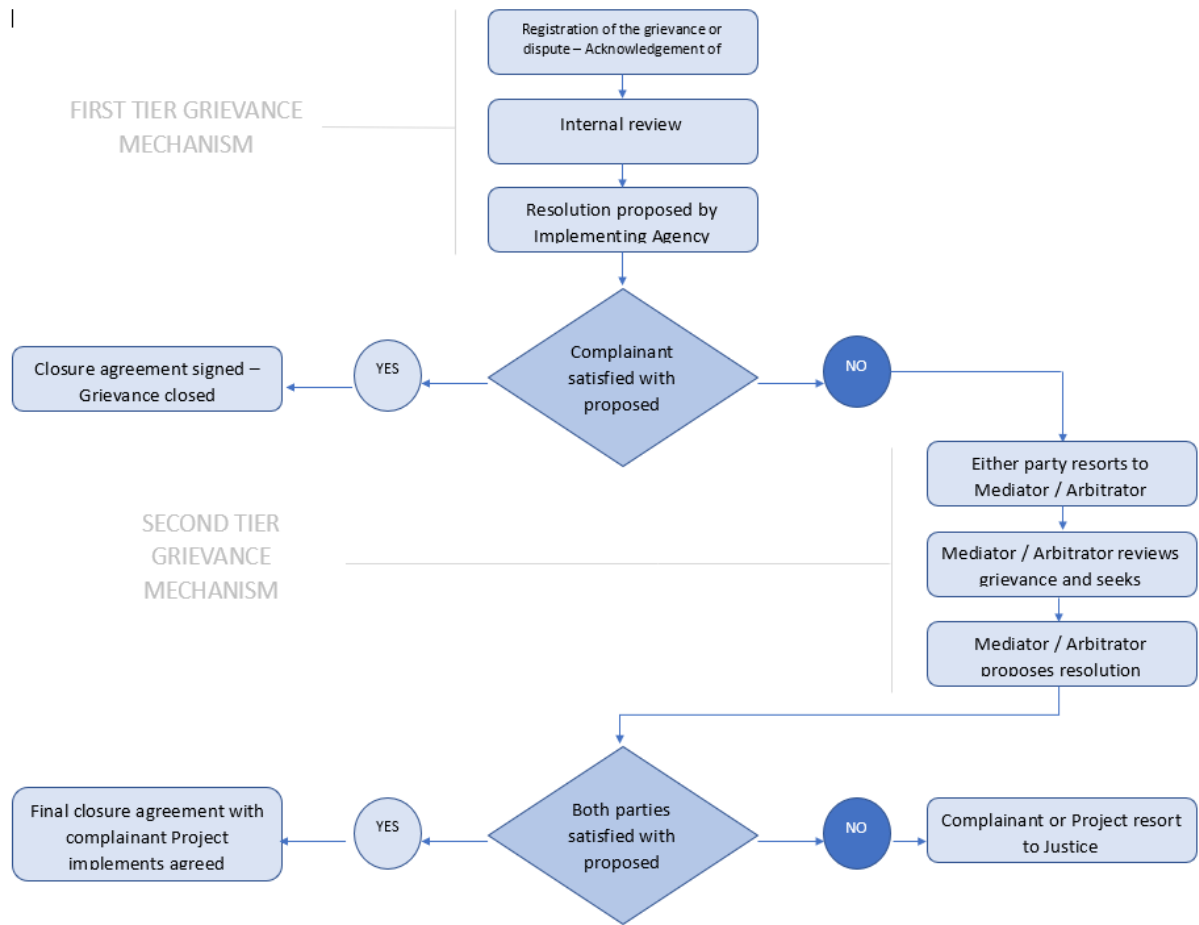 Registration of the grievance or
dispute – Acknowledgement of
FIRST TIER GRIEVANCE
MECHANISM
Internal review
Resolution proposed by
Implementing Agency
Complainant
satisfied with
proposed
YES
NO
Closure agreement signed –
Grievance closed
Either party resorts to
Mediator / Arbitrator
SECOND TIER
GRIEVANCE
MECHANISM
Mediator / Arbitrator reviews
grievance and seeks
Mediator / Arbitrator
proposes resolution
Both parties
satisfied with
proposed
YES
NO
Final closure agreement with
complainant Project
implements agreed
Complainant or Project resort
to Justice